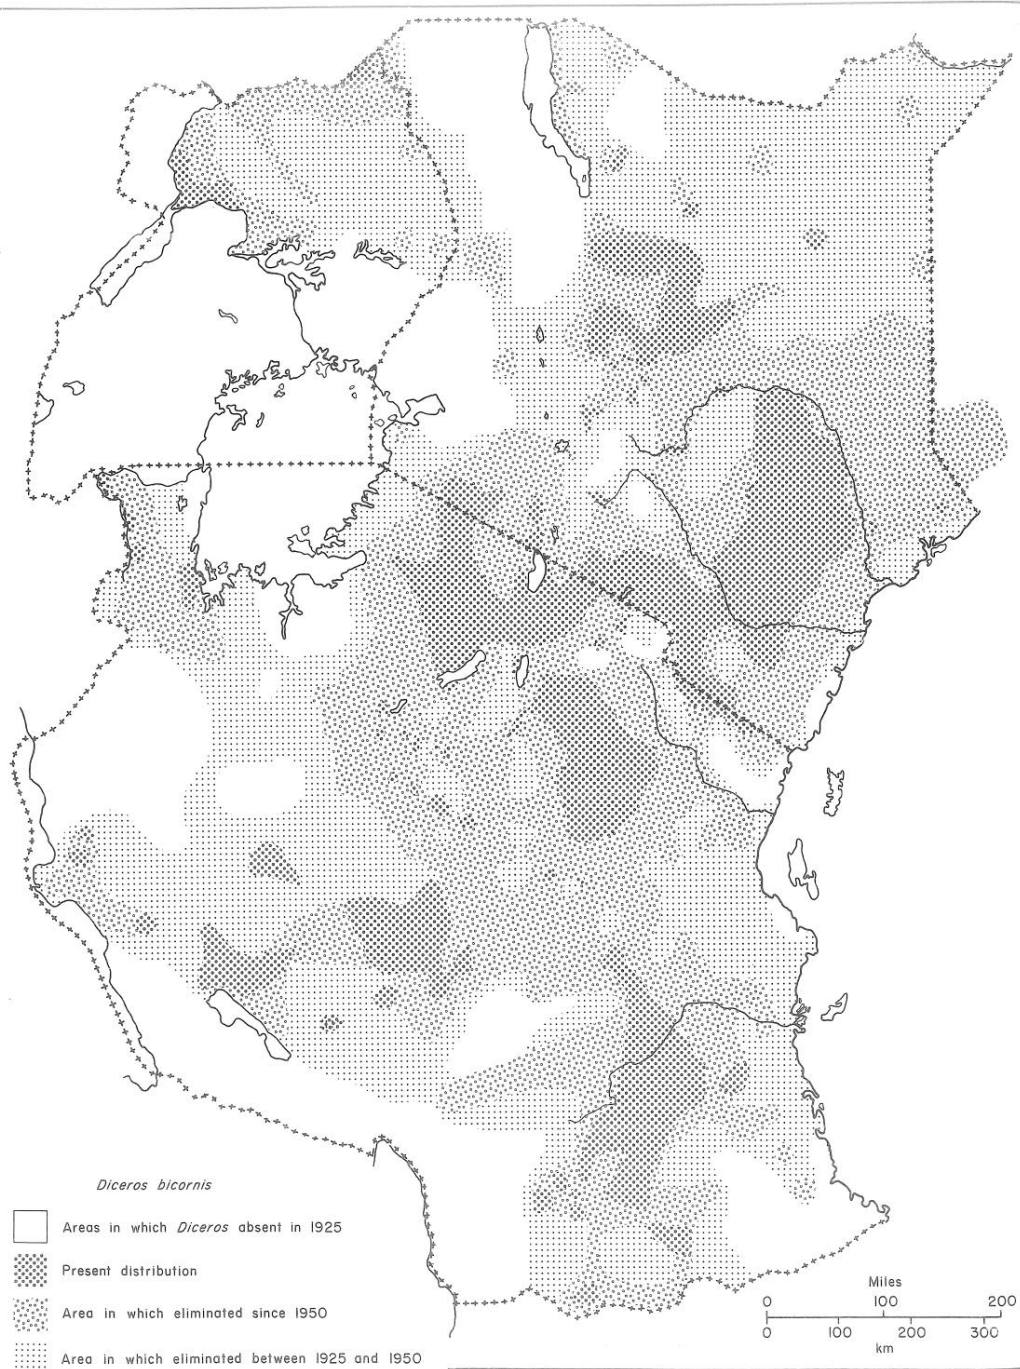 Diceros bicornis
Areas in which Diceros absent in 1925
Present distribution
Area in which eliminated since 1950
Area in which eliminated between 1925 and 1950
Miles
0 100 200
0 100 200 300
km